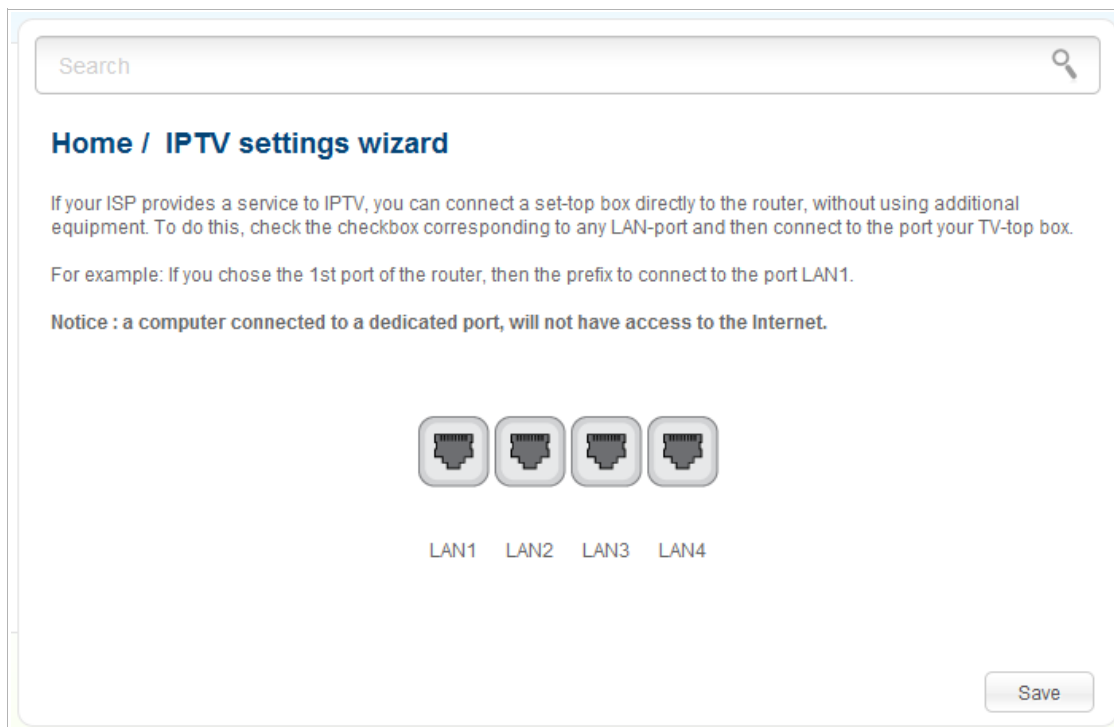 Search
Home / IPTV settings wizard
If your ISP provides a service to IPTV, you can connect a set-top box directly to the router, without using additional
equipment. To do this, check the checkbox corresponding to any LAN-port and then connect to the port your TV-top box.
For example: If you chose the 1st port of the router, then the prefix to connect to the port LAN1.
Notice : a computer connected to a dedicated port, will not have access to the Internet.
LAN1 LAN2 LAN3 LAN4
Save